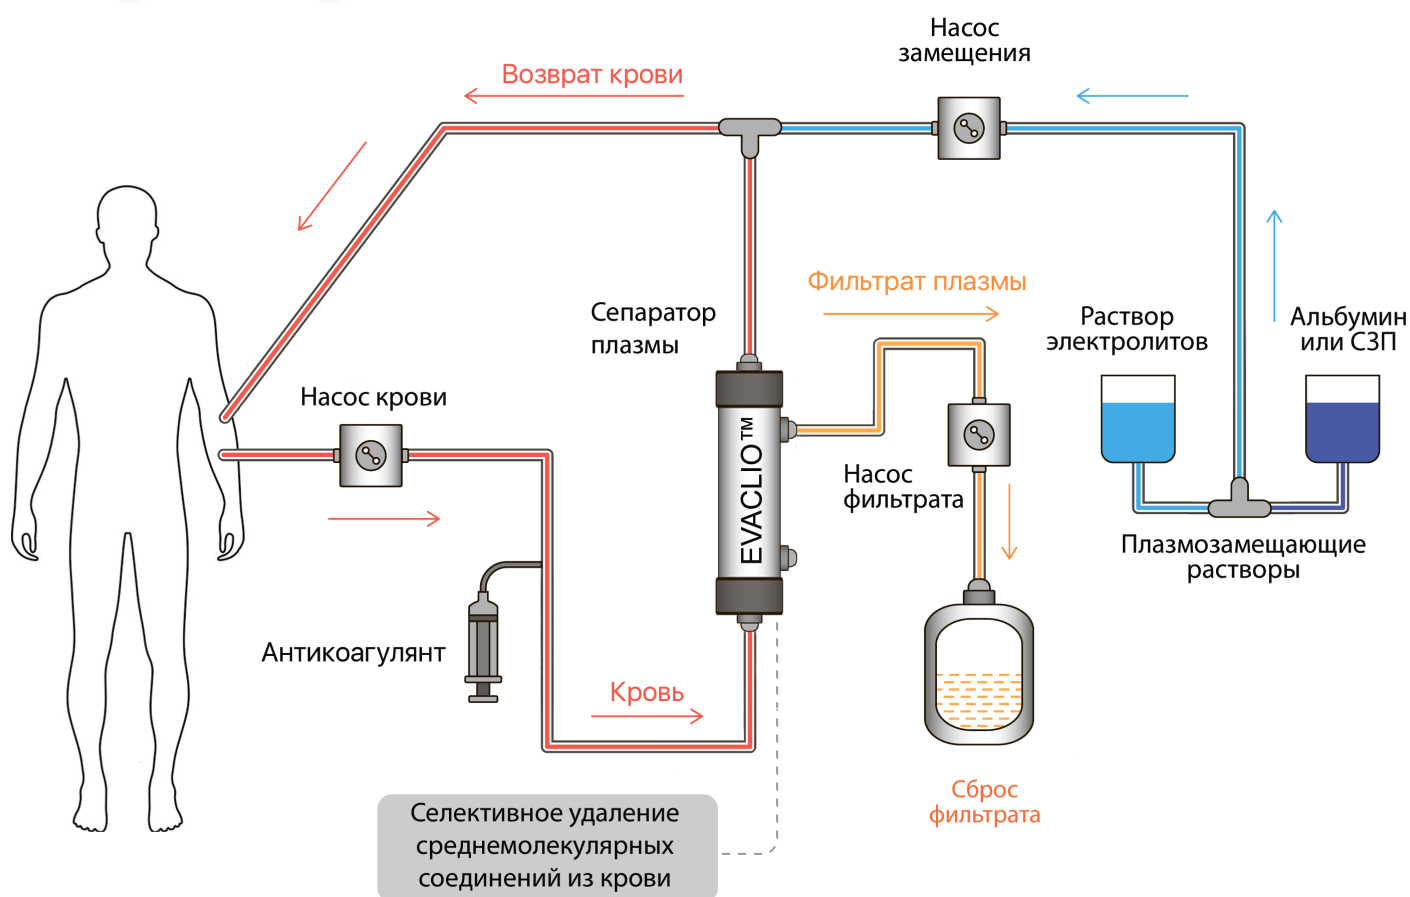 Насос
замещения
Возврат крови
Фильтрат плазмы
Сепаратор
плазмы
Раствор
электролитов
Альбумин
или СЗП
Насос крови
EVACLIO™
Насос
фильтрата
Плазмозамещающие
растворы
Антикоагулянт
Кровь
Сброс
фильтрата
Селективное удаление
среднемолекулярных
соединений из крови